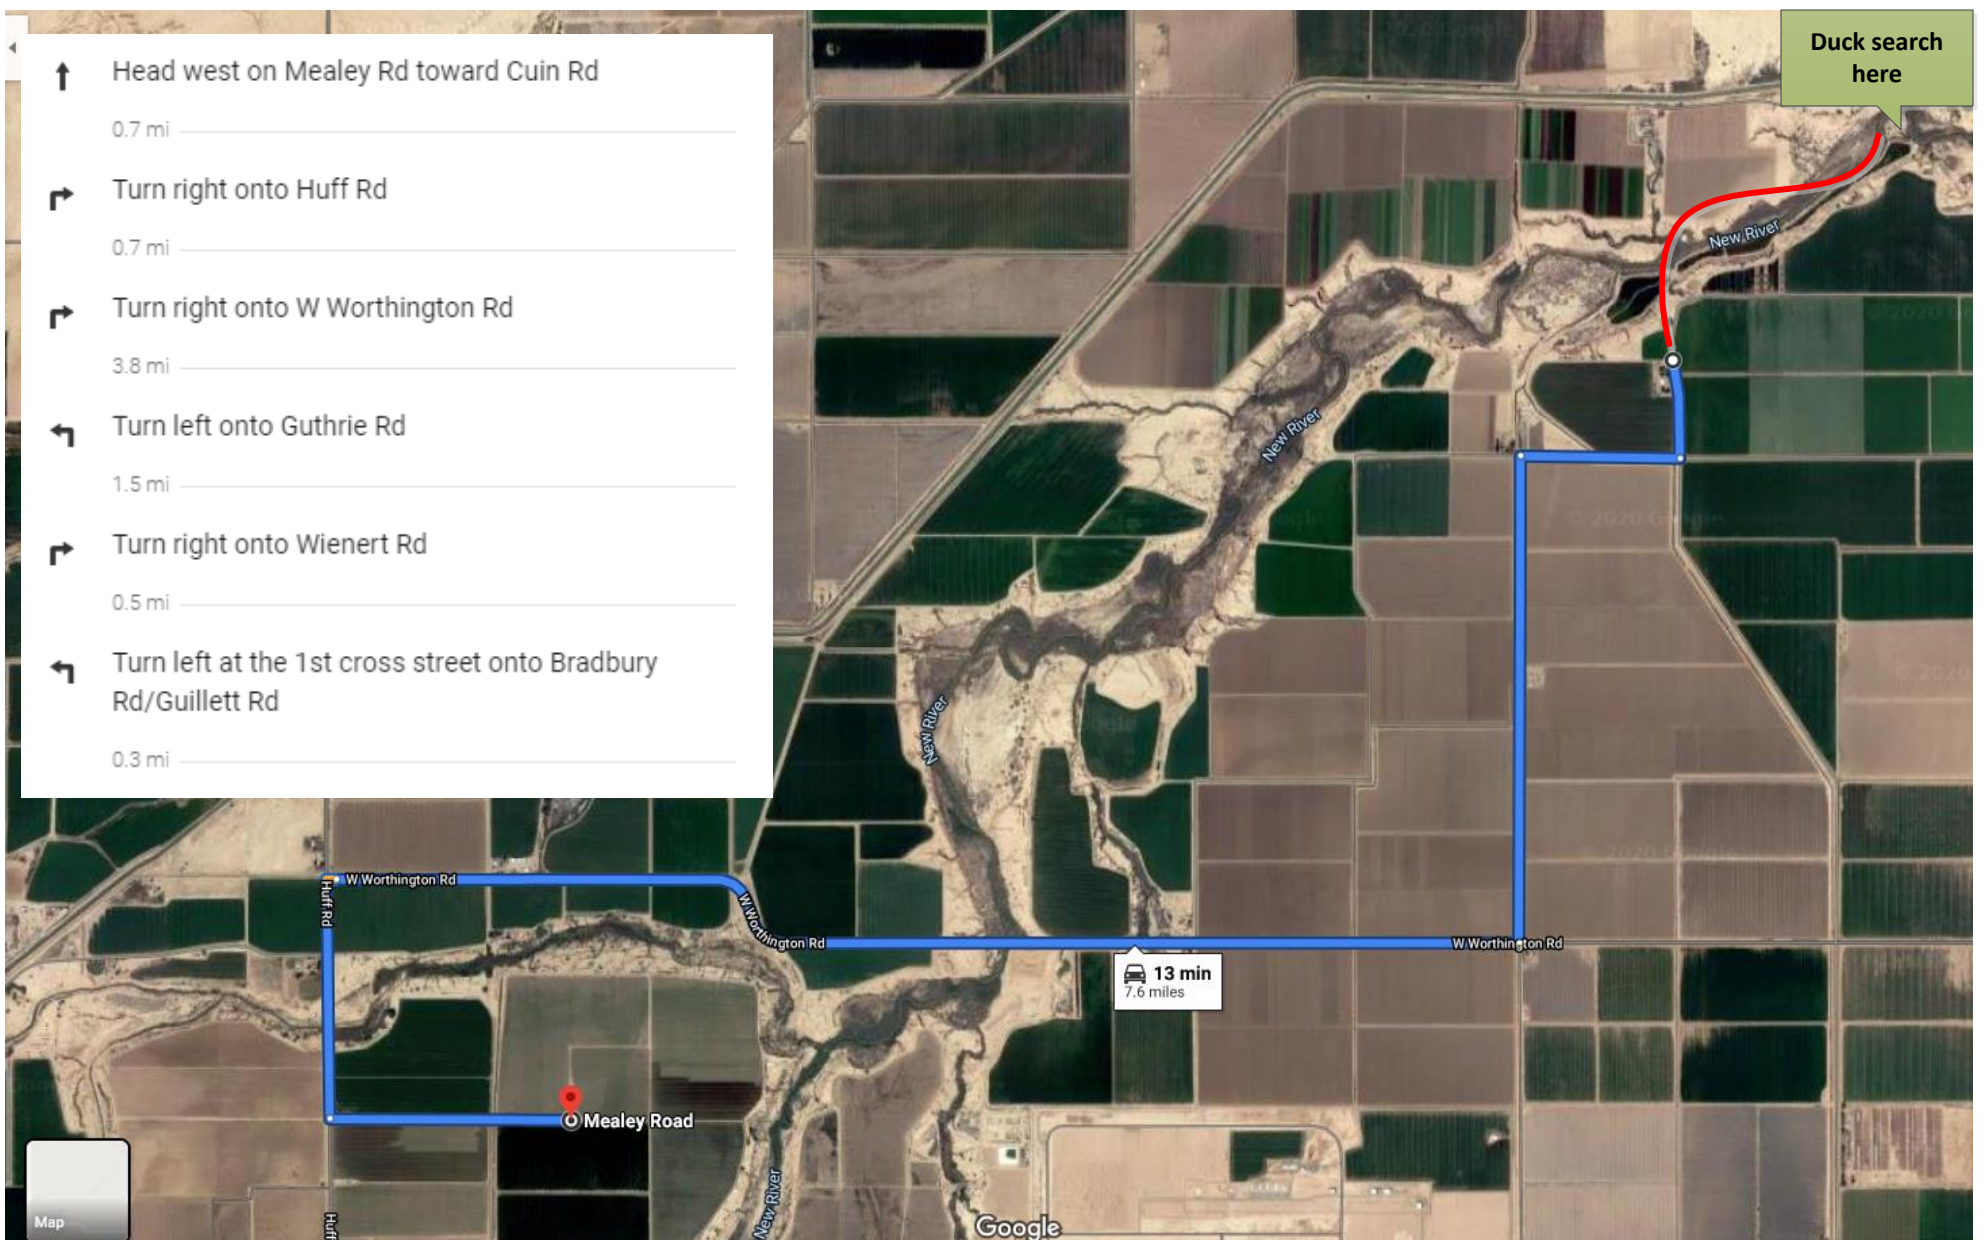 Duck search
here
Head west on Mealey Rd toward Cuin Rd
0.7 mi
Turn right onto Huff Rd
0.7 mi
Turn right onto W Worthington Rd
3.8 mi
Turn left onto Guthrie Rd
1.5 mi
Turn right onto Wienert Rd
0.5 mi
Turn left at the 1st cross street onto Bradbury
Rd/Guillett Rd
0.3 mi
New River
New River
New River
W Worthington Rd
Huff Rd
W Worthington Rd
W Worthington Rd
13 min
7.6 miles
Mealey Road
New River
Map
Huff
Google
© 2020 Google